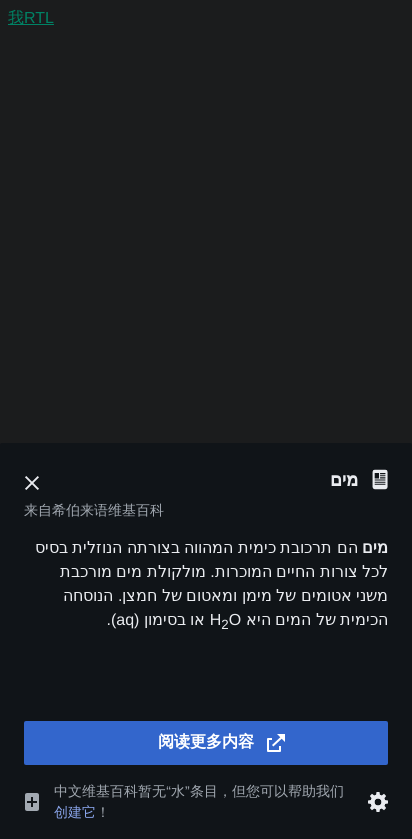 我RTL
מים
来自希伯来语维基百科
מים הם תרכובת כימית המהווה בצורתה הנוזלית בסיס
לכל צורות החיים המוכרות. מולקולת מים מורכבת
משני אטומים של מימן ומאטום של חמצן. הנוסחה
הכימית של המים היא H₂O או בסימון (aq).
阅读更多内容
中文维基百科暂无“水”条目，但您可以帮助我们
创建它！